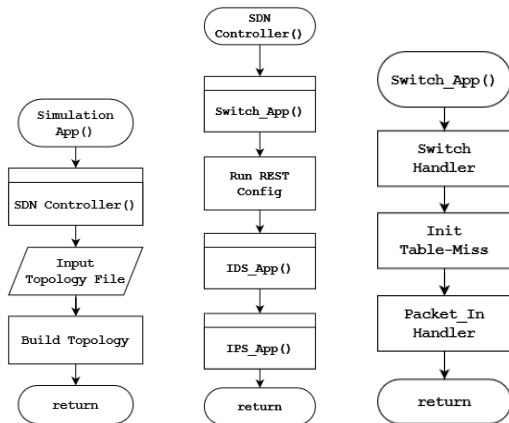 Simulation
App()
SDN Controller()
Input
Topology File
Build Topology
return
SDN
Controller()
Switch_App()
Run REST
Config
IDS_App()
IPS_App()
return
Switch_App()
Switch
Handler
Init
Table-Miss
Packet_In
Handler
return